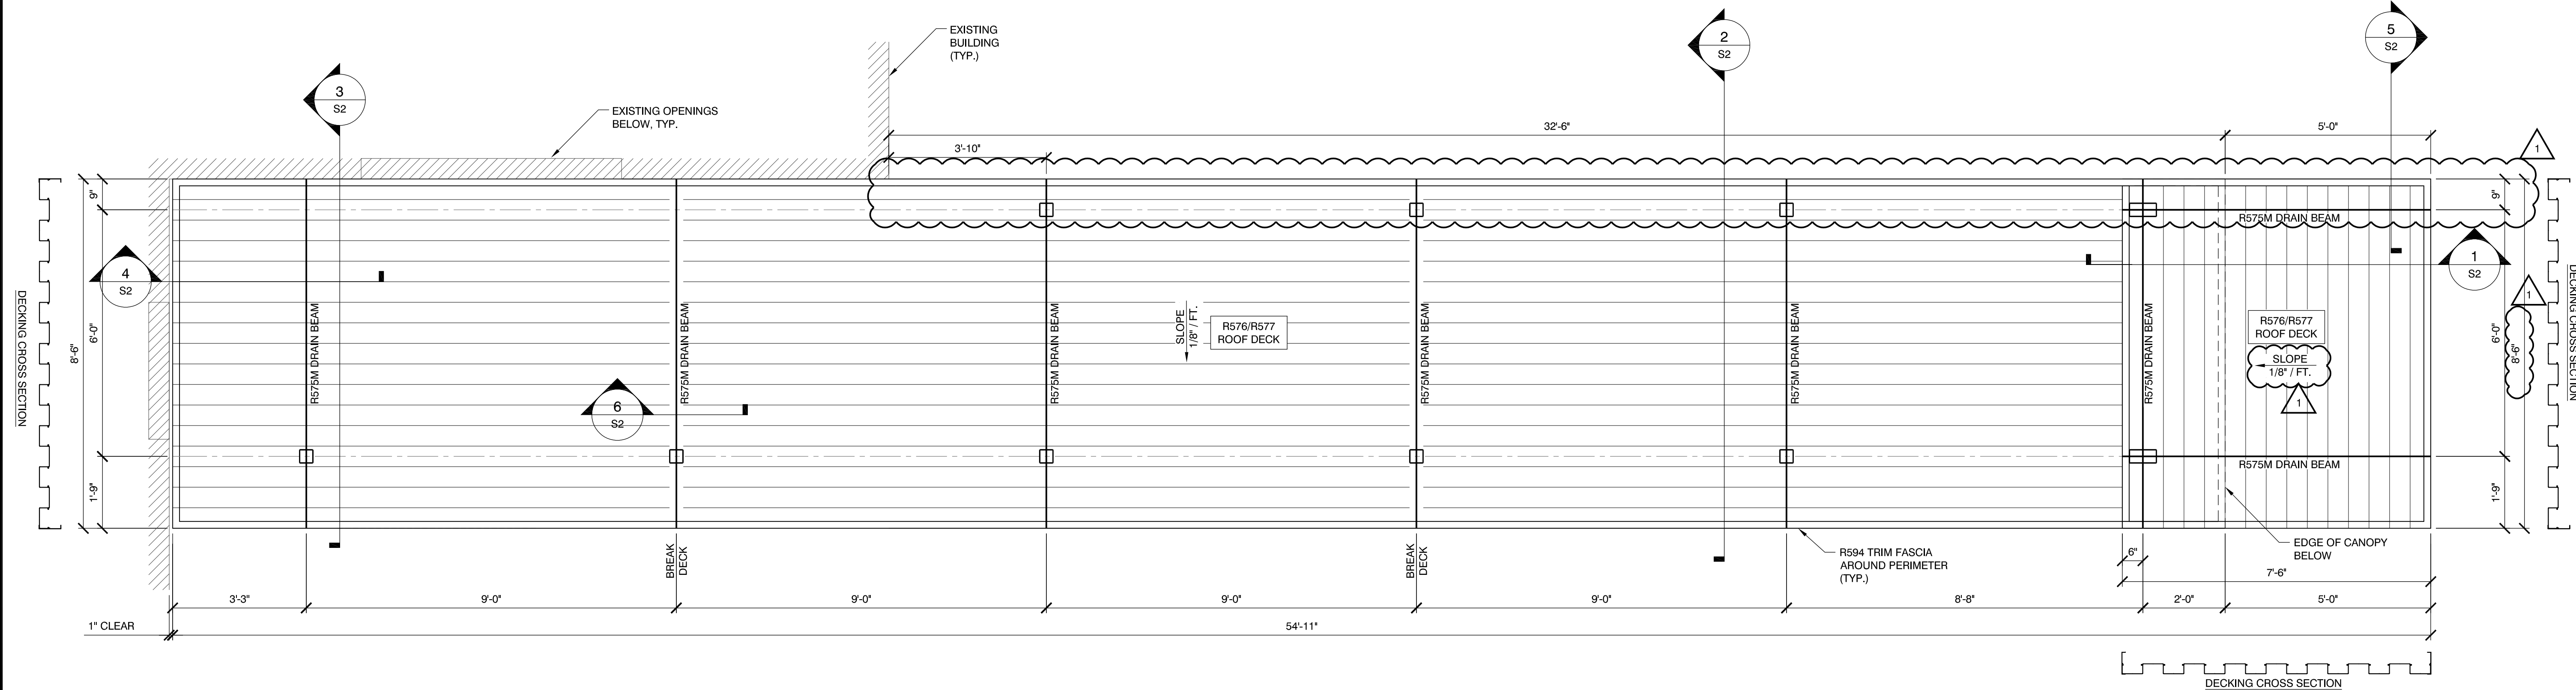 EXISTING
BUILDING
(TYP.)
2
S2
5
S2
3
S2
EXISTING OPENINGS
BELOW, TYP.
32'-6"
5'-0"
3'-10"
1
9"
9"
R575M DRAIN BEAM
4
S2
1
S2
1
DECKING CROSS SECTION
8'-6"
6'-0"
R575M DRAIN BEAM
R575M DRAIN BEAM
R575M DRAIN BEAM
SLOPE
1/8" / FT.
R576/R577
ROOF DECK
R575M DRAIN BEAM
R575M DRAIN BEAM
R575M DRAIN BEAM
R576/R577
ROOF DECK
SLOPE
1/8" / FT.
1
6'-0"
8'-6"
DECKING CROSS SECTION
6
S2
R575M DRAIN BEAM
1'-9"
1'-9"
BREAK
DECK
BREAK
DECK
R594 TRIM FASCIA
AROUND PERIMETER
(TYP.)
6"
EDGE OF CANOPY
BELOW
7'-6"
3'-3"
9'-0"
9'-0"
9'-0"
9'-0"
8'-8"
2'-0"
5'-0"
1" CLEAR
54'-11"
DECKING CROSS SECTION